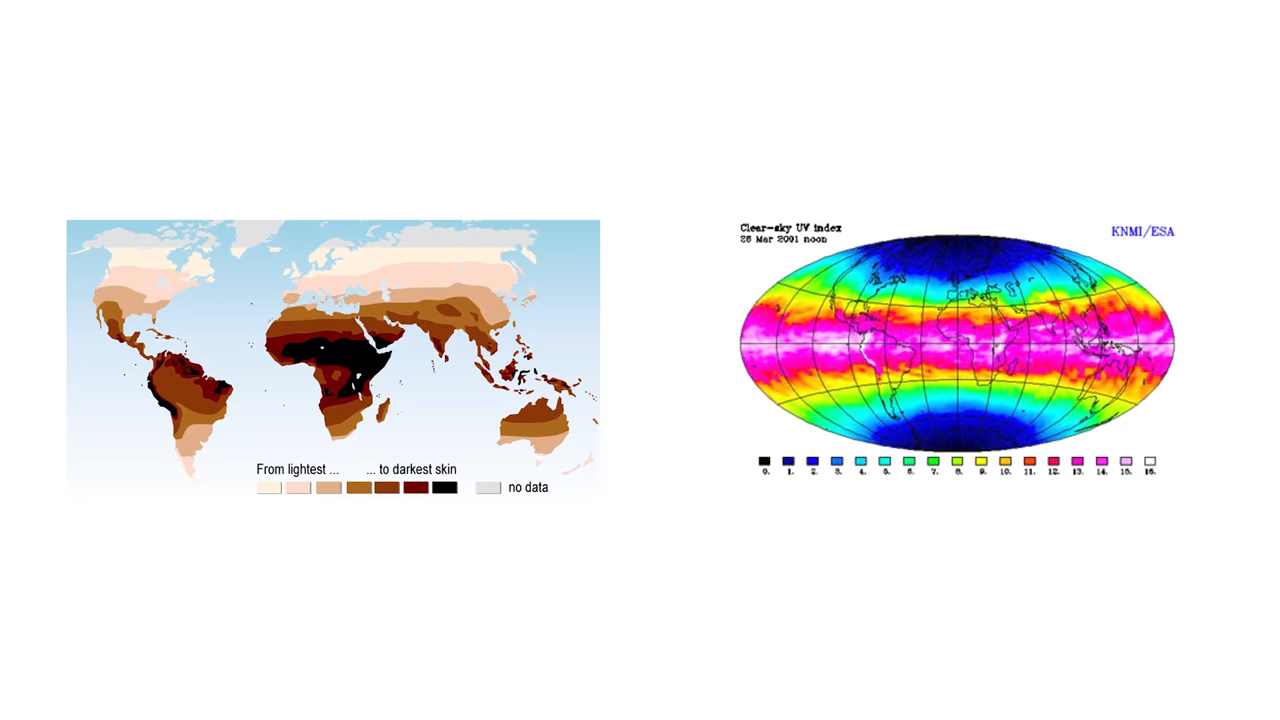 From lightest ... ... to darkest skin
no data
Clear-sky UV index
26 Mar 2001 noon
KNMI/ESA
0. 1. 2. 3. 4. 5. 6. 7. 8. 9. 10. 11. 12. 13. 14. 15. 16.